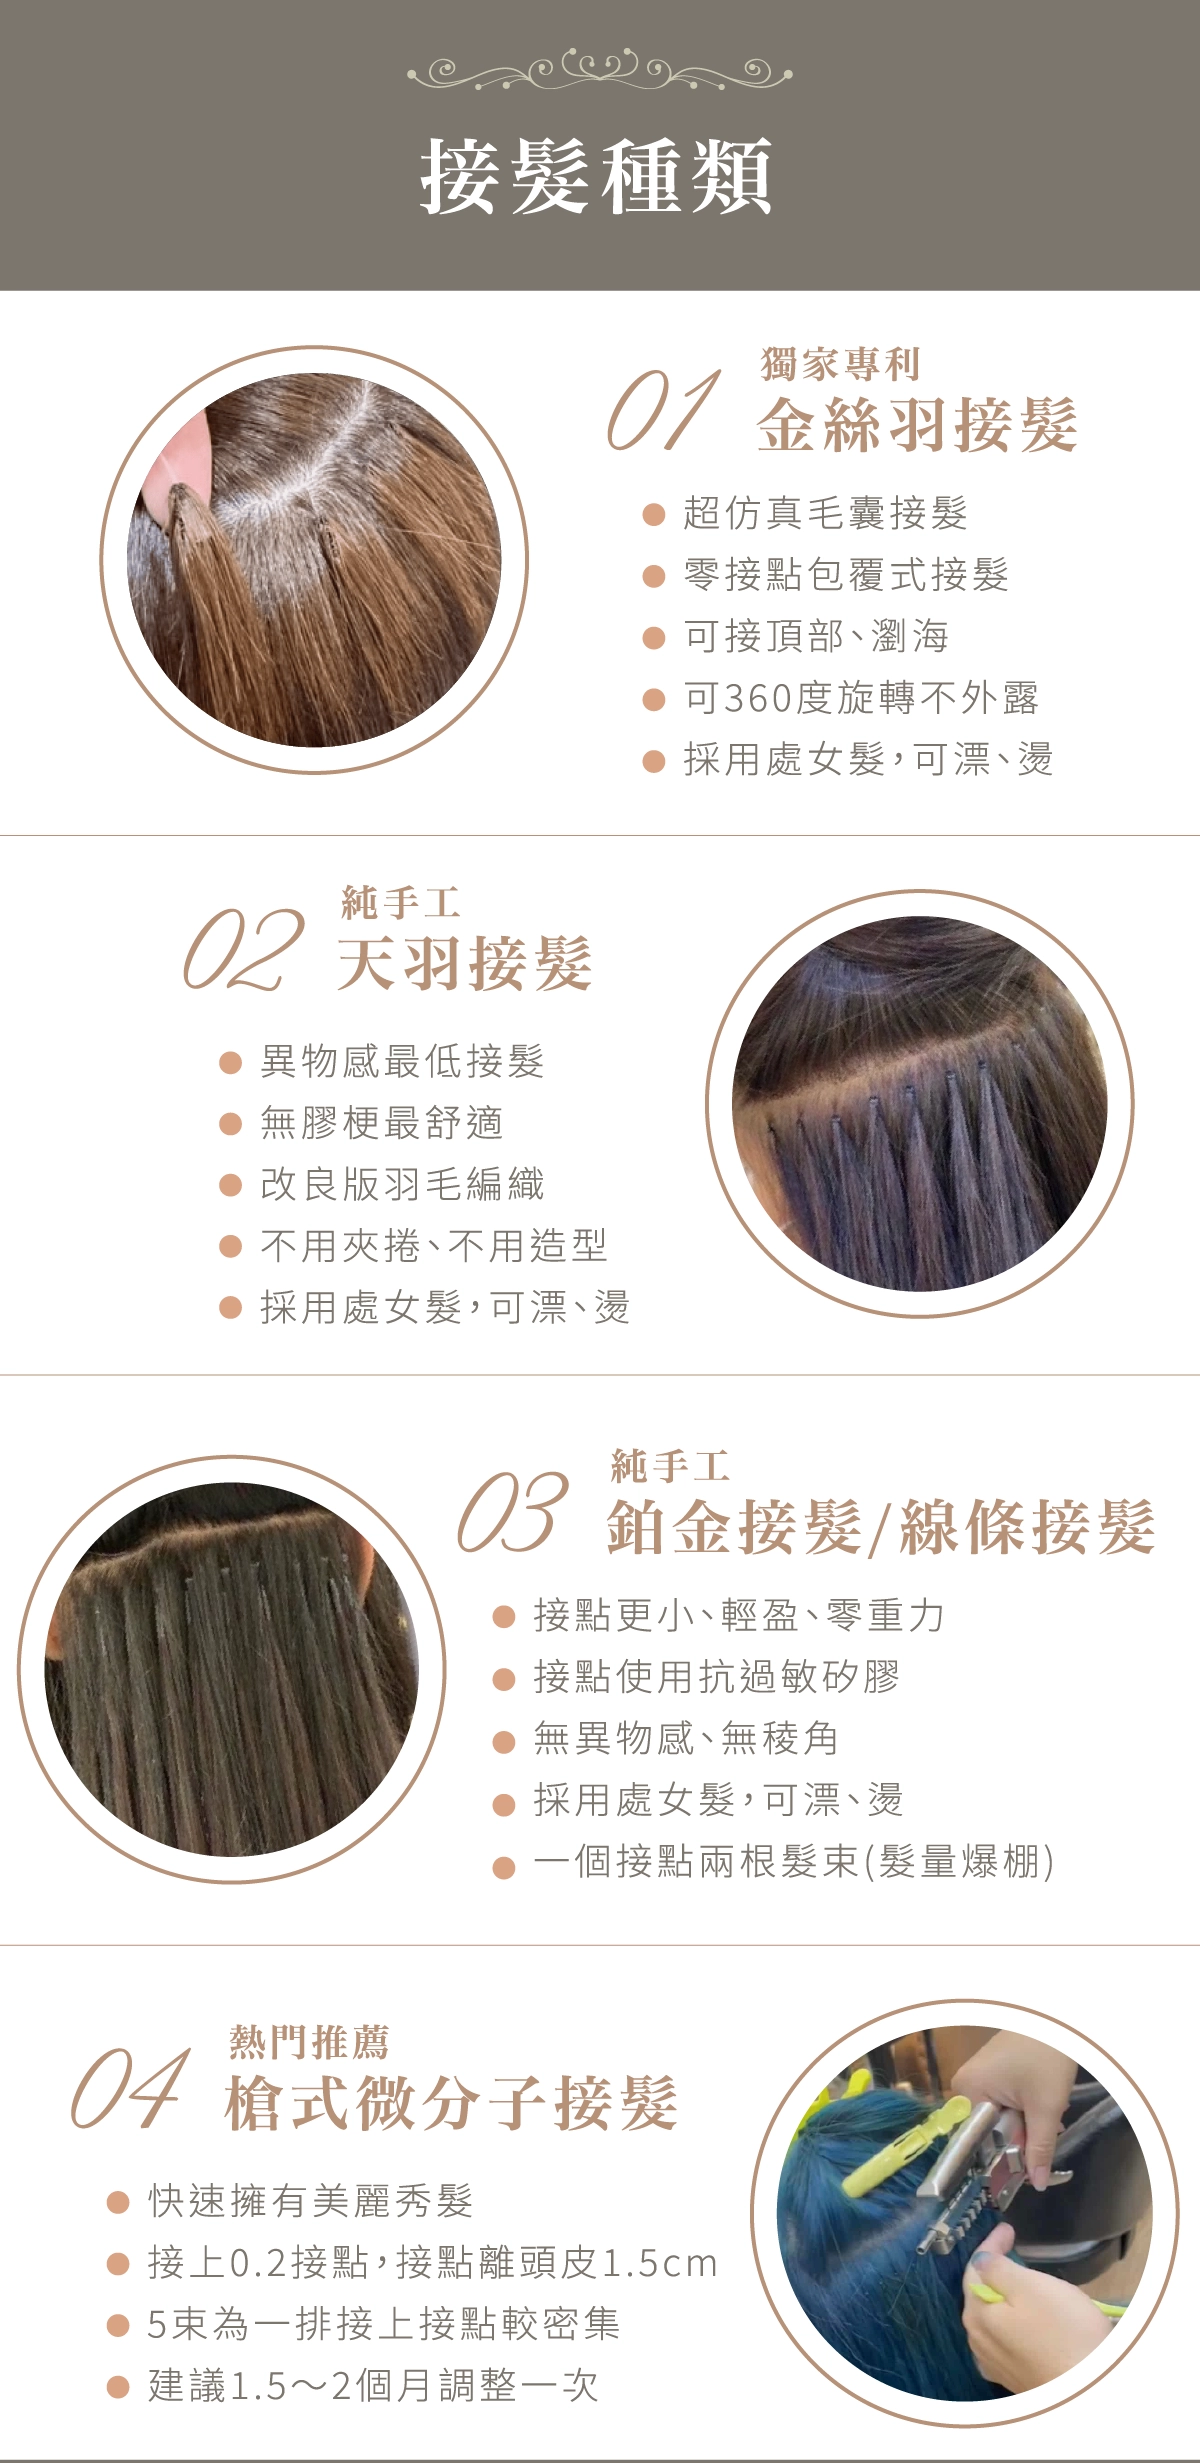 接髮種類
獨家專利
01 金絲羽接髮
超仿真毛囊接髮
零接點包覆式接髮
可接頂部、瀏海
可360度旋轉不外露
採用處女髮，可漂、燙
純手工
02 天羽接髮
異物感最低接髮
無膠梗最舒適
改良版羽毛編織
不用夾捲、不用造型
採用處女髮，可漂、燙
純手工
03 鉑金接髮/線條接髮
接點更小、輕盈、零重力
接點使用抗過敏矽膠
無異物感、無稜角
採用處女髮，可漂、燙
一個接點兩根髮束(髮量爆棚)
熱門推薦
04 槍式微分子接髮
快速擁有美麗秀髮
接上0.2接點，接點離頭皮1.5cm
5束為一排接上接點較密集
建議1.5～2個月調整一次